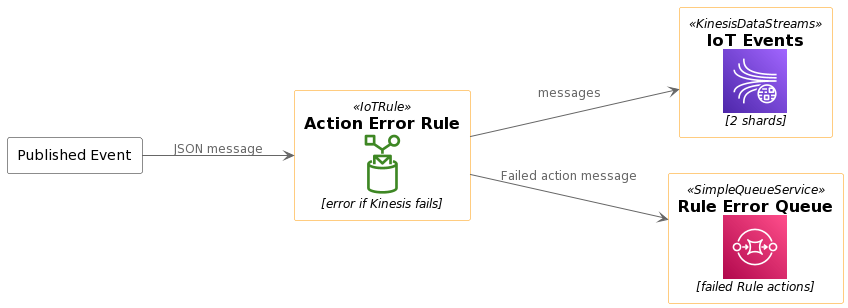 Published Event
JSON message
«IoTRule»
Action Error Rule
[error if Kinesis fails]
messages
«KinesisDataStreams»
IoT Events
[2 shards]
Failed action message
«SimpleQueueService»
Rule Error Queue
[failed Rule actions]